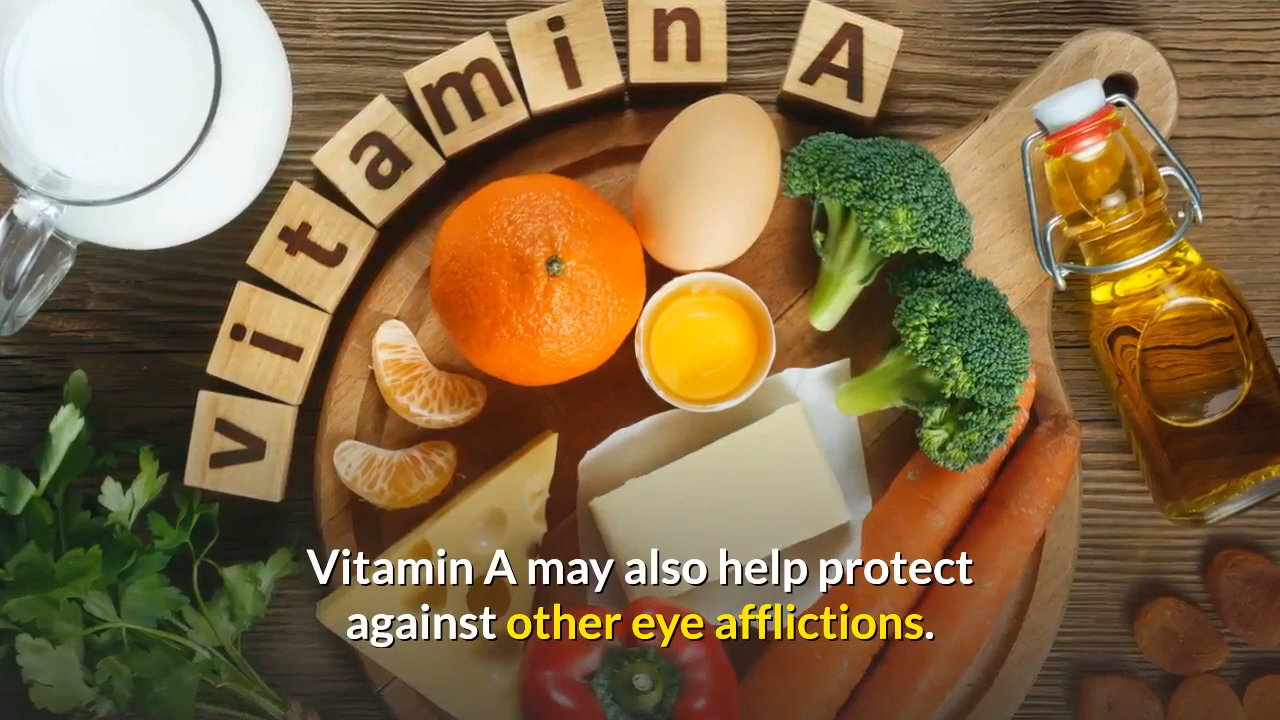 vitamin A
Vitamin A may also help protect
against other eye afflictions.